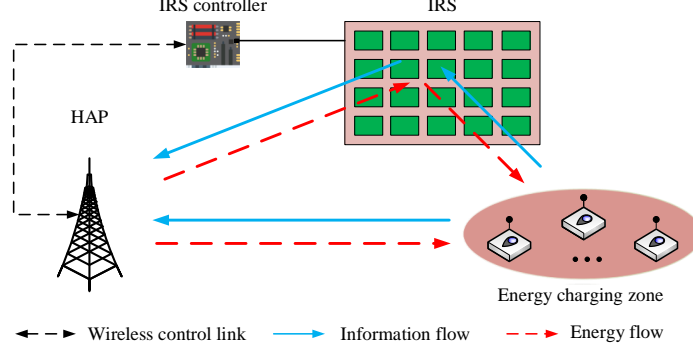 IRS controller
IRS
HAP
Energy charging zone
Wireless control link
Information flow
Energy flow